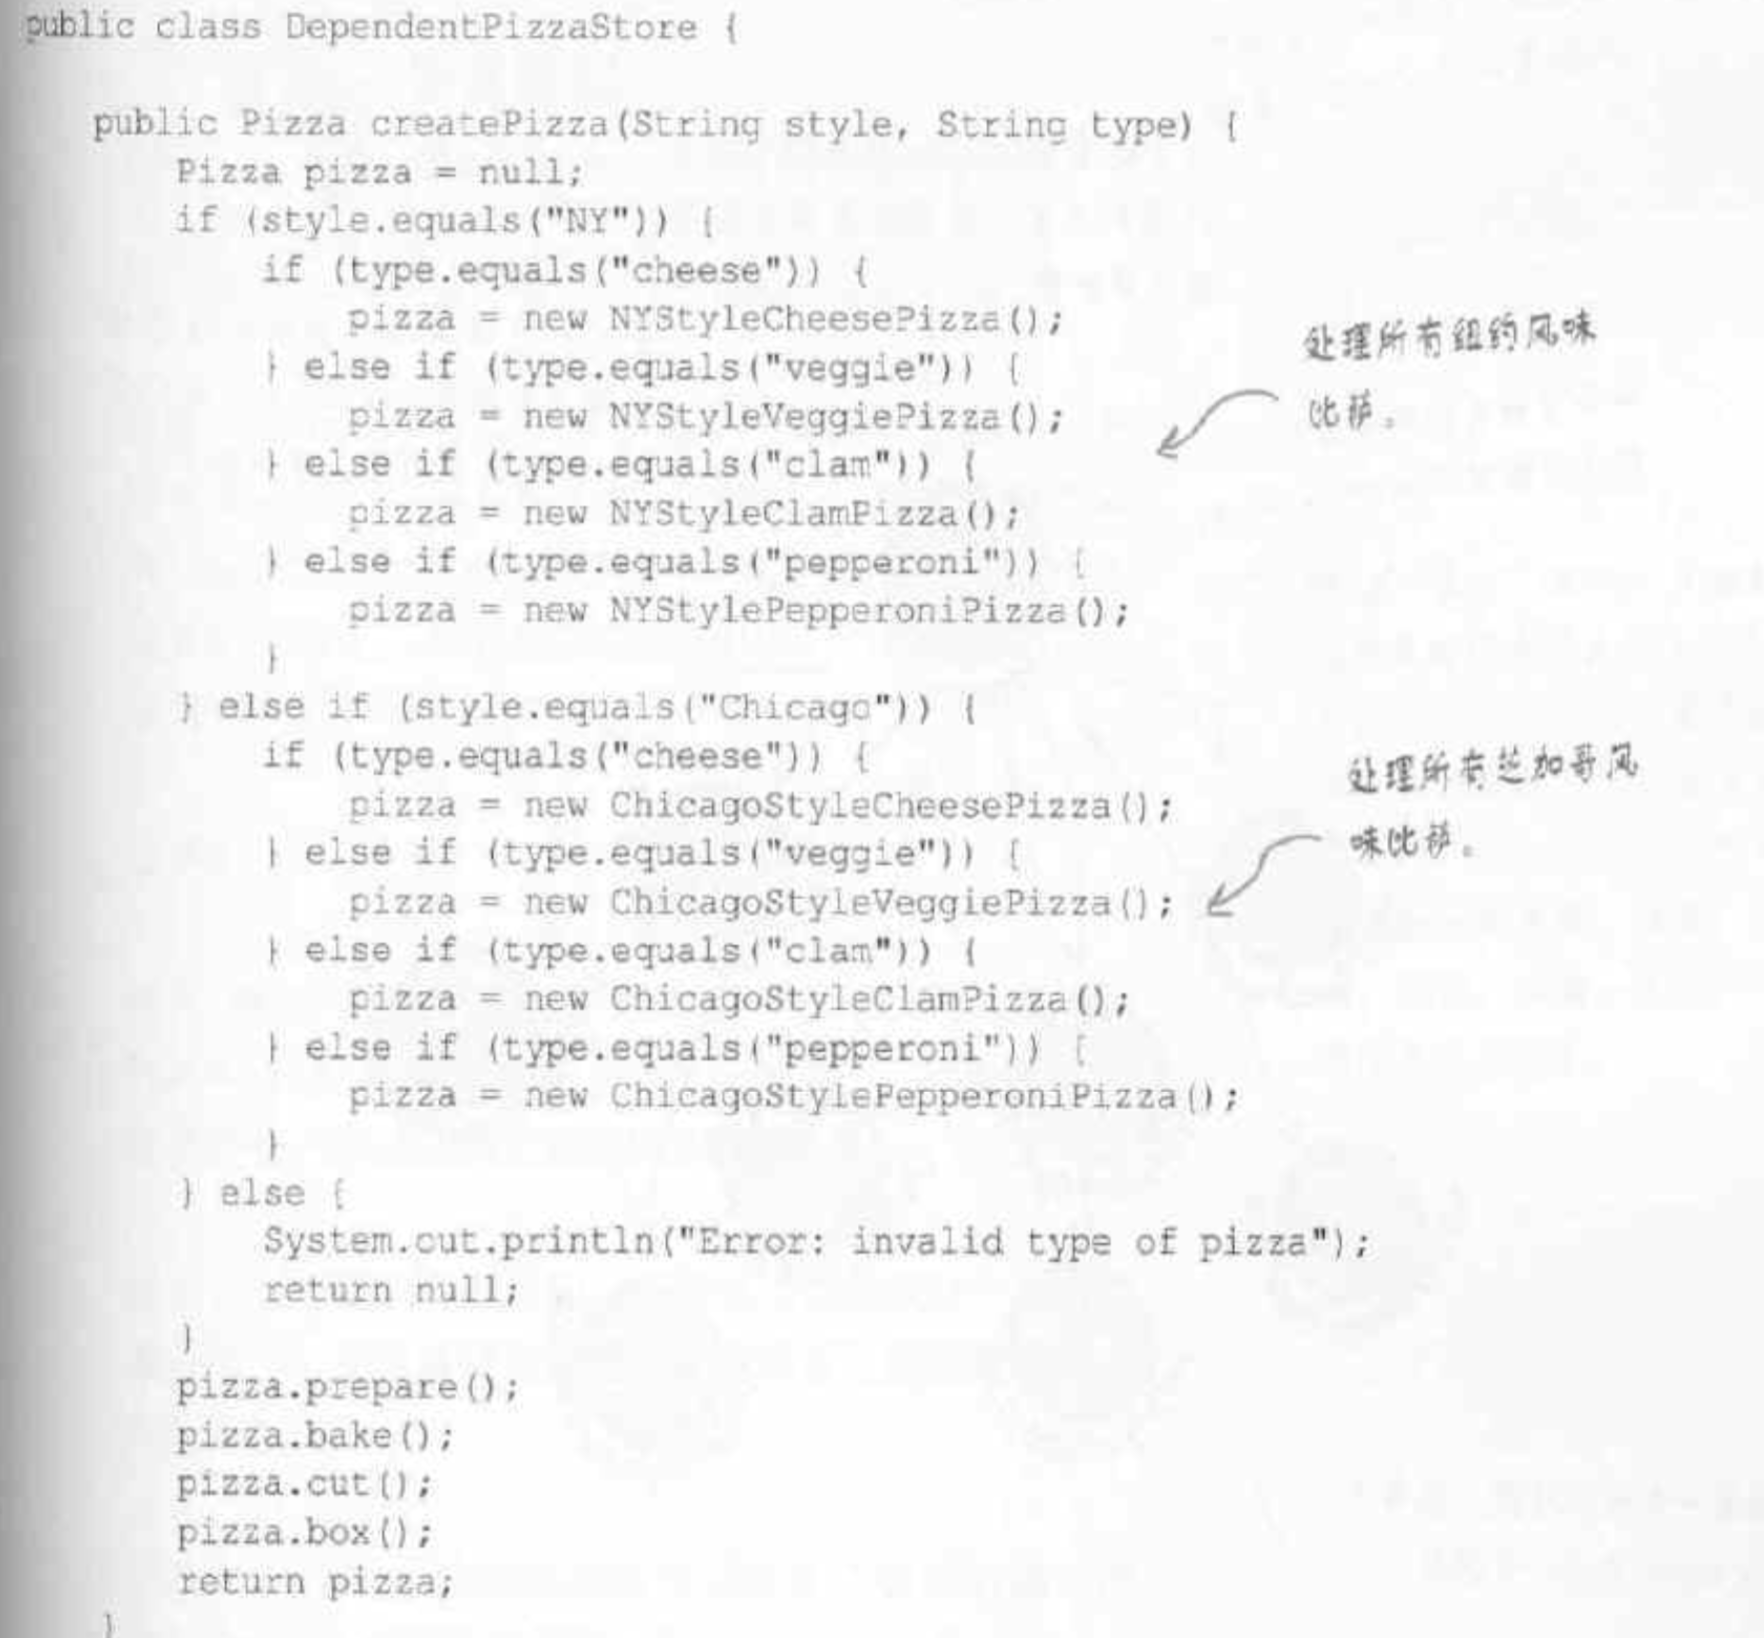 public class DependentPizzaStore {
public Pizza createPizza(String style, String type) {
Pizza pizza = null;
if (style.equals("NY")) {
if (type.equals("cheese")) {
pizza = new NYStyleCheesePizza();
} else if (type.equals("veggie")) {
pizza = new NYStyleVeggiePizza();
} else if (type.equals("clam")) {
pizza = new NYStyleClamPizza();
} else if (type.equals("pepperoni")) {
pizza = new NYStylePepperoniPizza();
}
处理所有纽约风味
比萨。
} else if (style.equals("Chicago")) {
if (type.equals("cheese")) {
pizza = new ChicagoStyleCheesePizza();
} else if (type.equals("veggie")) {
pizza = new ChicagoStyleVeggiePizza();
} else if (type.equals("clam")) {
pizza = new ChicagoStyleClamPizza();
} else if (type.equals("pepperoni")) {
pizza = new ChicagoStylePepperoniPizza();
}
处理所有芝加哥风
味比萨。
} else {
System.out.println("Error: invalid type of pizza");
return null;
}
pizza.prepare();
pizza.bake();
pizza.cut();
pizza.box();
return pizza;
}